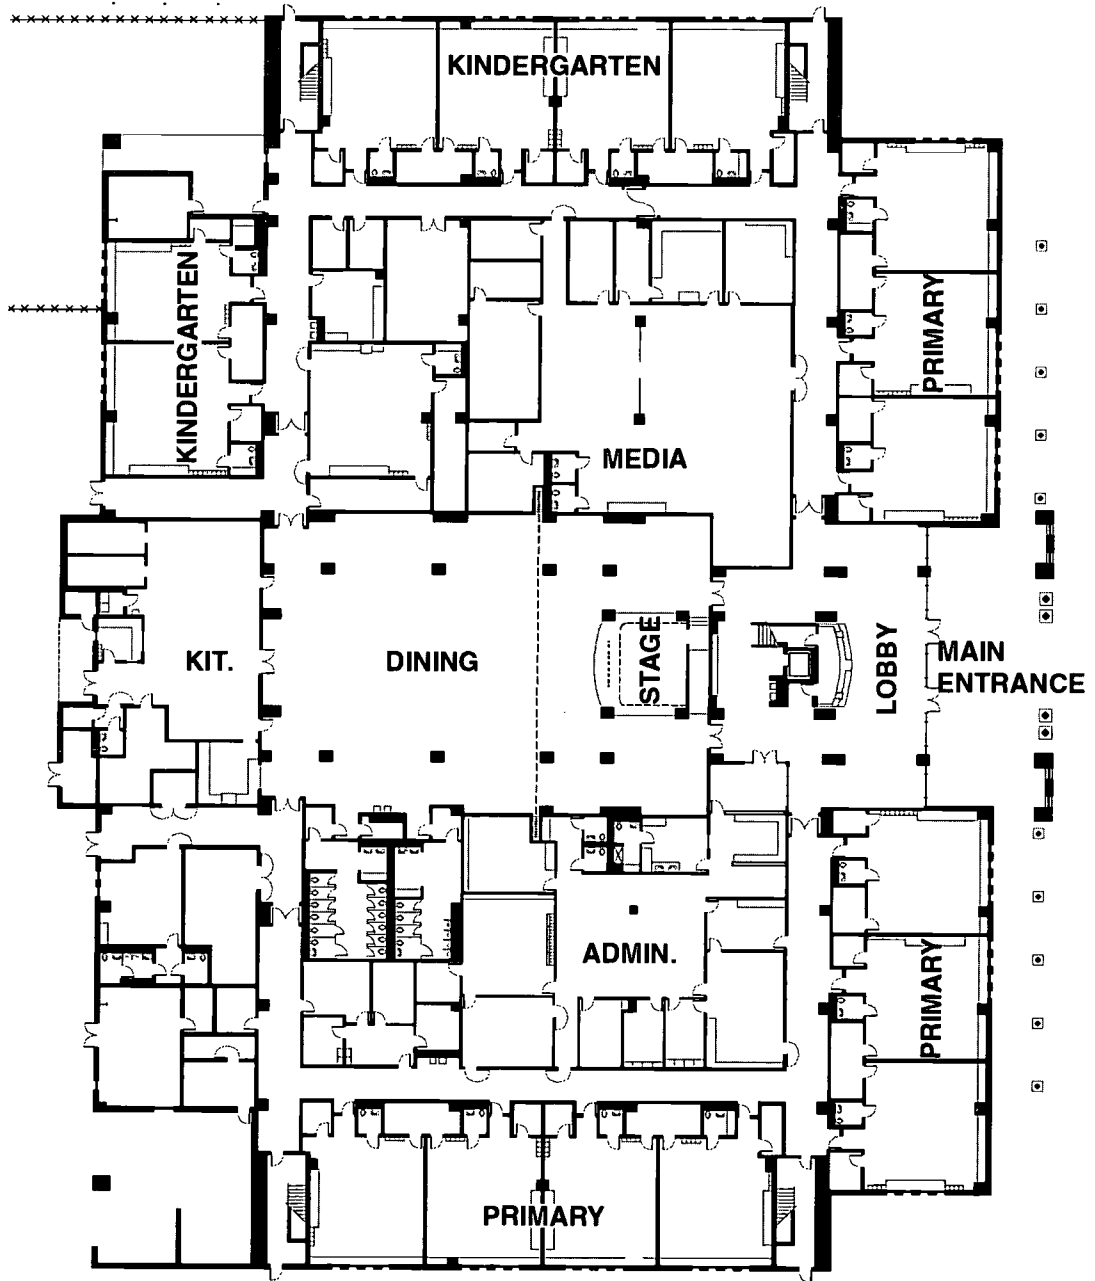 KINDERGARTEN
KINDERGARTEN
PRIMARY
MEDIA
KIT.
DINING
STAGE
LOBBY
MAIN
ENTRANCE
ADMIN.
PRIMARY
PRIMARY